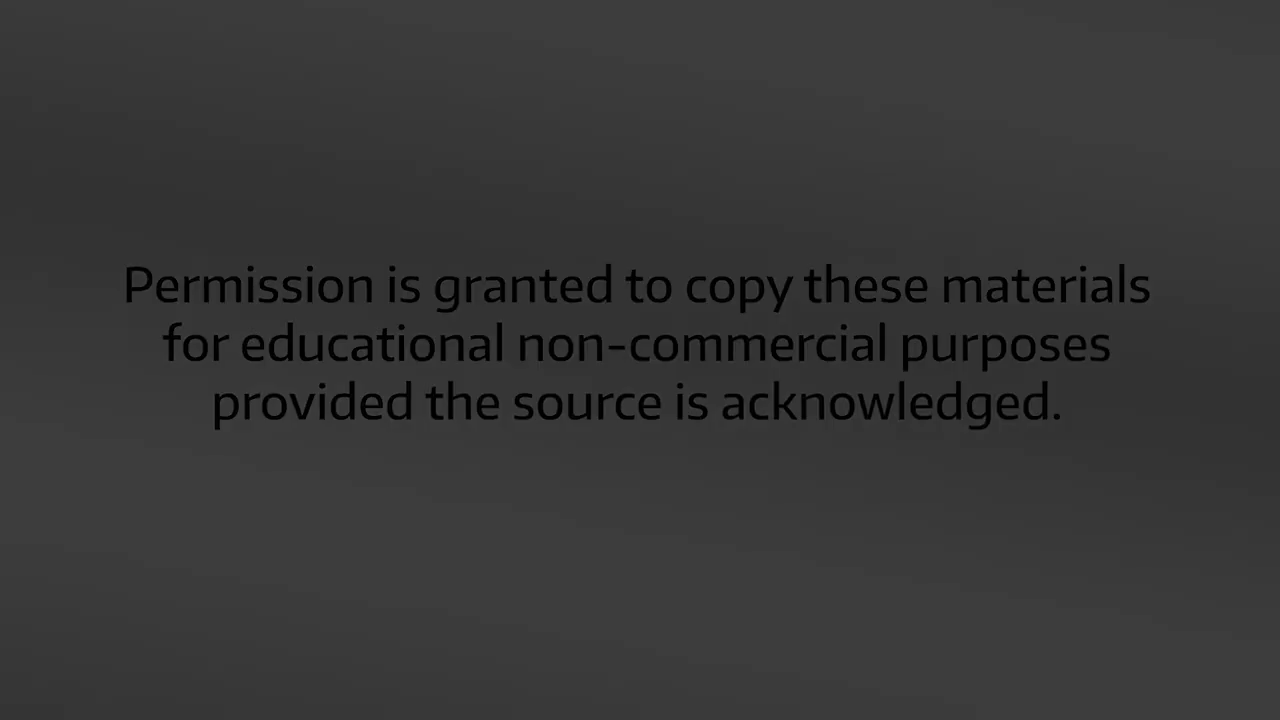 Permission is granted to copy these materials
for educational non-commercial purposes
provided the source is acknowledged.